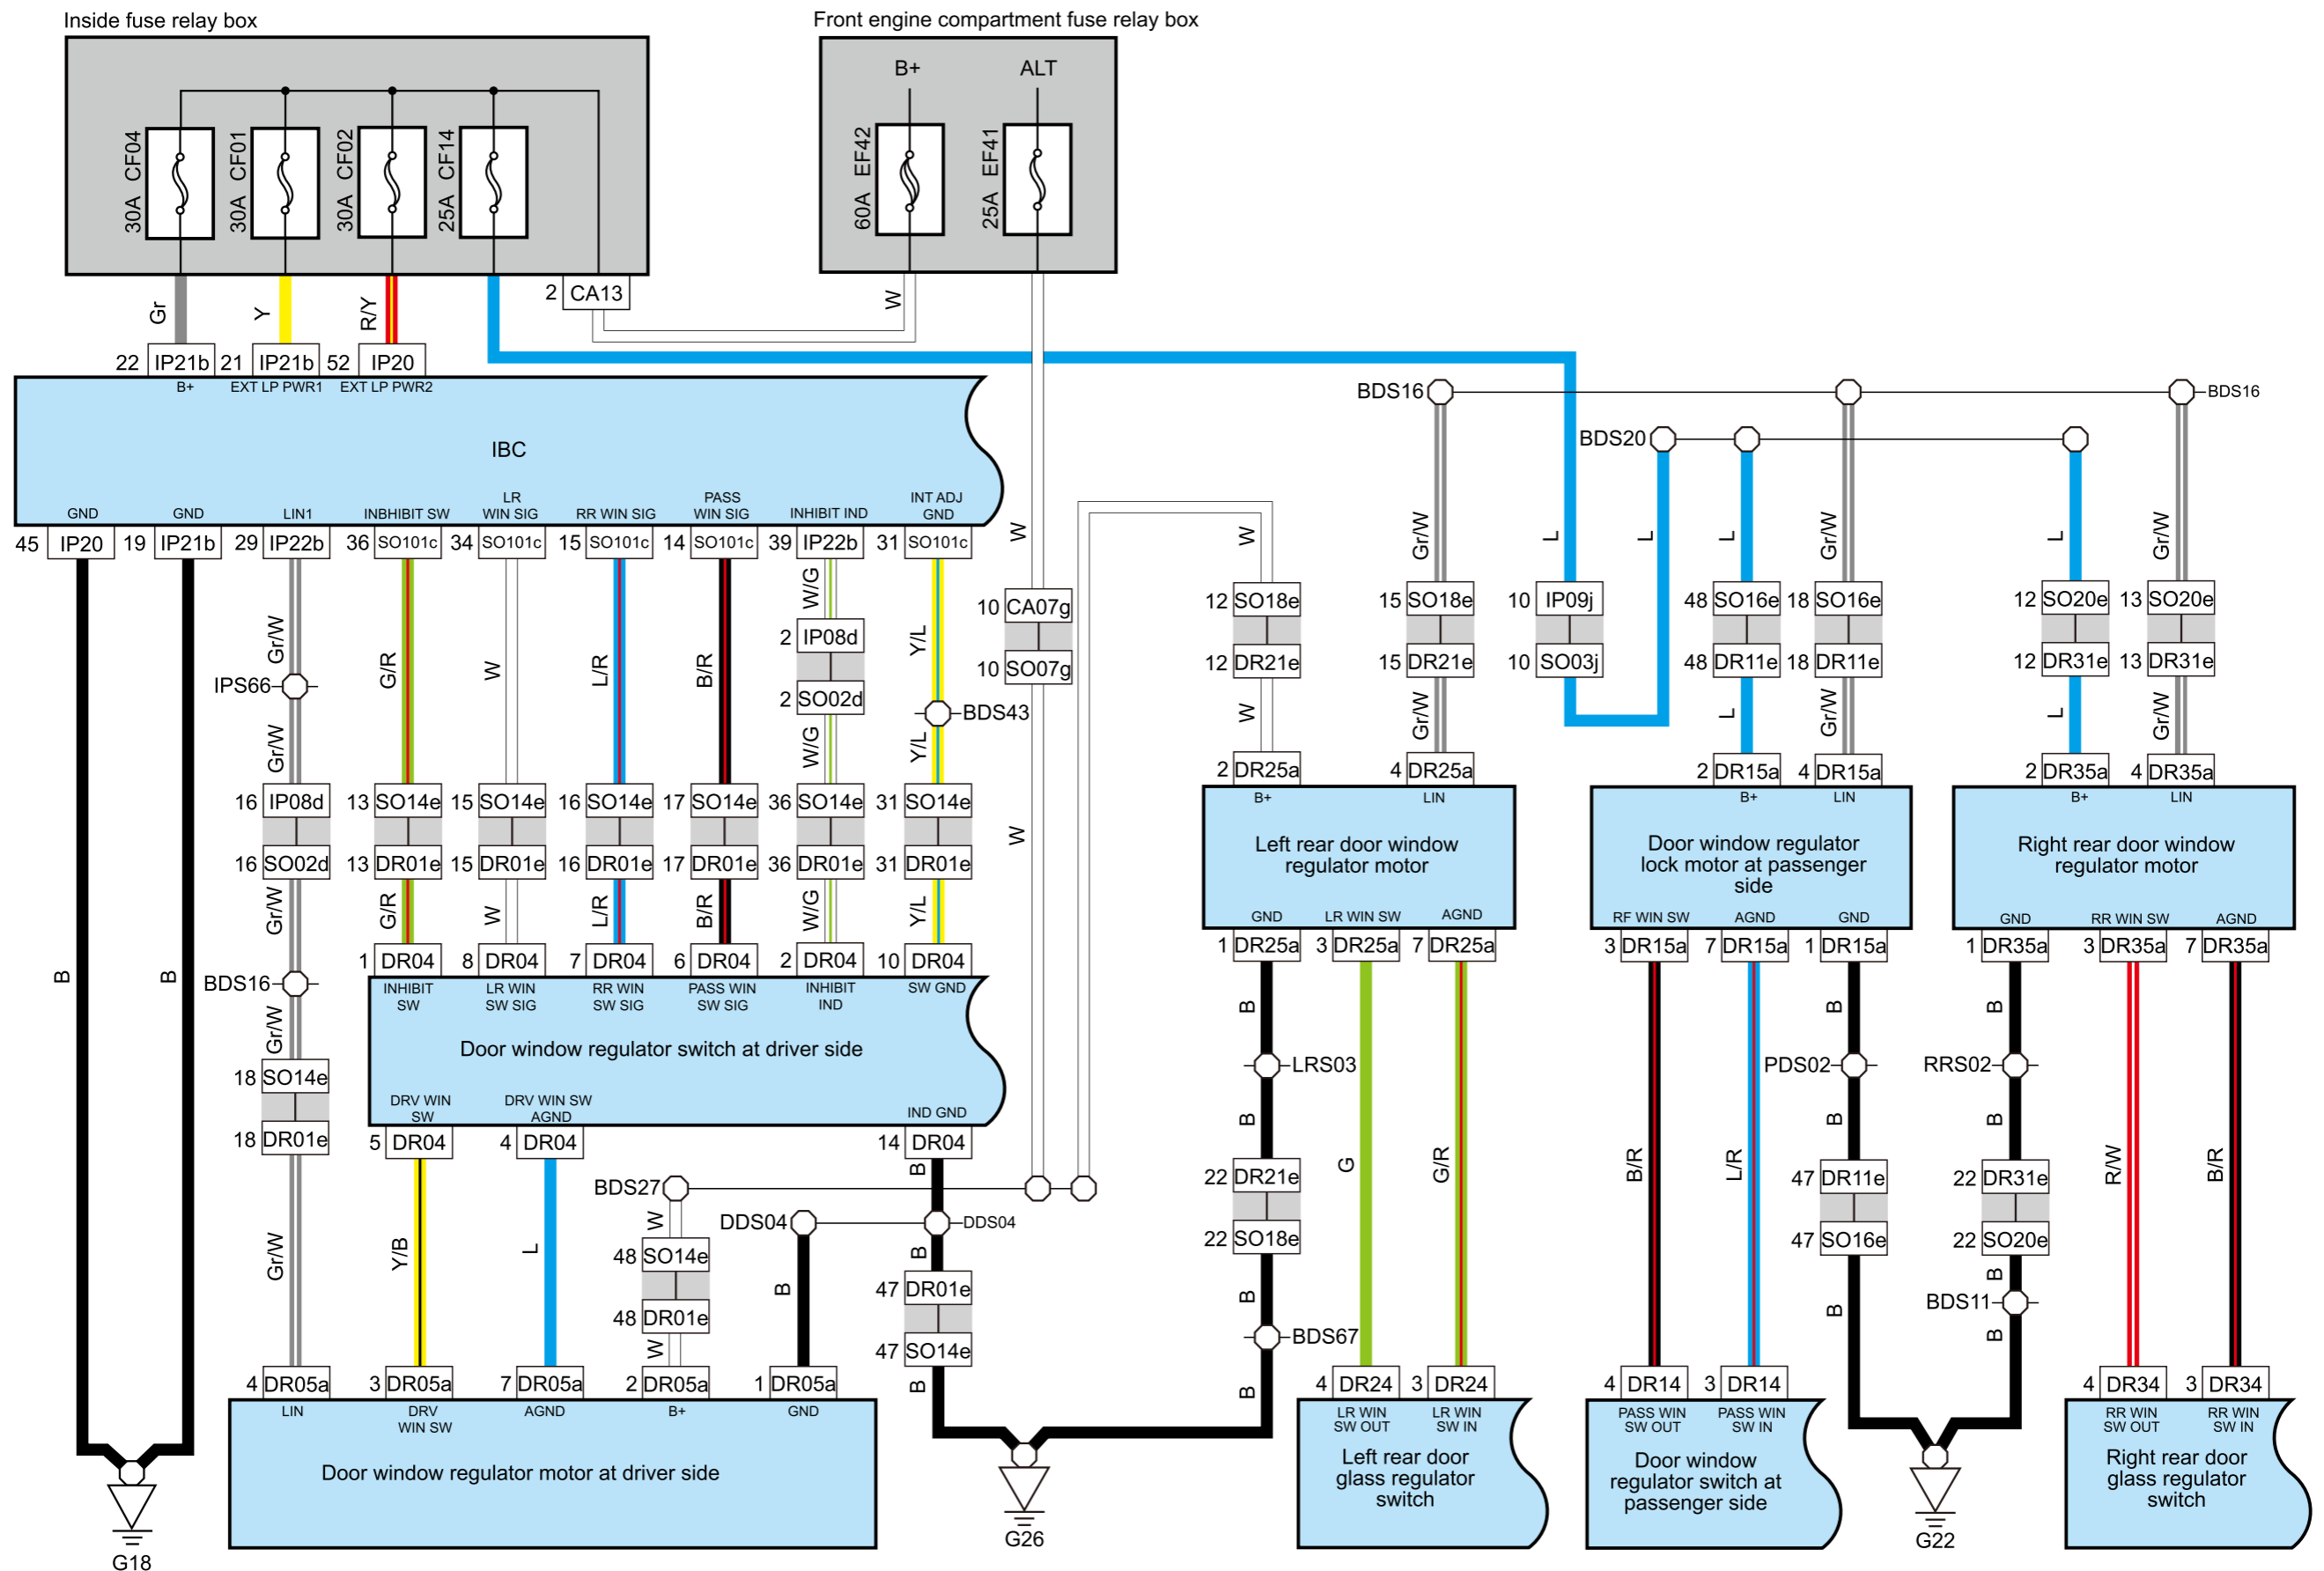 Inside fuse relay box
Front engine compartment fuse relay box
B+
ALT
30A CF04
30A CF01
30A CF02
25A CF14
60A EF42
25A EF41
2 CA13
Gr
Y
R/Y
W
22 IP21b
21 IP21b
52 IP20
B+
EXT LP PWR1
EXT LP PWR2
BDS16
BDS16
BDS20
IBC
GND
GND
LIN1
INBHIBIT SW
LR
WIN SIG
RR WIN SIG
PASS
WIN SIG
INHIBIT IND
INT ADJ
GND
45 IP20
19 IP21b
29 IP22b
36 SO101c
34 SO101c
15 SO101c
14 SO101c
39 IP22b
31 SO101c
W
W
Gr/W
L
L
L
Gr/W
L
Gr/W
W/G
Gr/W
G/R
W
L/R
B/R
Y/L
2 IP08d
10 CA07g
10 SO07g
12 SO18e
15 SO18e
10 IP09j
48 SO16e
18 SO16e
12 SO20e
13 SO20e
12 DR21e
15 DR21e
10 SO03j
48 DR11e
18 DR11e
12 DR31e
13 DR31e
IPS66
2 SO02d
BDS43
Gr/W
W/G
Y/L
W
Gr/W
L
Gr/W
L
Gr/W
2 DR25a
4 DR25a
2 DR15a
4 DR15a
2 DR35a
4 DR35a
16 IP08d
13 SO14e
15 SO14e
16 SO14e
17 SO14e
36 SO14e
31 SO14e
W
B+
LIN
B+
LIN
B+
LIN
16 SO02d
13 DR01e
15 DR01e
16 DR01e
17 DR01e
36 DR01e
31 DR01e
Left rear door window
regulator motor
Door window regulator
lock motor at passenger
side
Right rear door window
regulator motor
Gr/W
G/R
W
L/R
B/R
W/G
Y/L
GND
LR WIN SW
AGND
RF WIN SW
AGND
GND
GND
RR WIN SW
AGND
1 DR25a
3 DR25a
7 DR25a
3 DR15a
7 DR15a
1 DR15a
1 DR35a
3 DR35a
7 DR35a
B
B
1 DR04
8 DR04
7 DR04
6 DR04
2 DR04
10 DR04
BDS16
INHIBIT
SW
LR WIN
SW SIG
RR WIN
SW SIG
PASS WIN
SW SIG
INHIBIT
IND
SW GND
Gr/W
B
B
B
Door window regulator switch at driver side
18 SO14e
18 DR01e
LRS03
PDS02
RRS02
DRV WIN
SW
DRV WIN SW
AGND
IND GND
B
B
B
5 DR04
4 DR04
14 DR04
B
G
G/R
B/R
L/R
R/W
B/R
22 DR21e
47 DR11e
22 DR31e
22 SO18e
47 SO16e
22 SO20e
BDS27
DDS04
DDS04
W
B
Gr/W
Y/B
L
48 SO14e
48 DR01e
B
47 DR01e
47 SO14e
W
B
B
B
B
BDS11
B
BDS67
B
4 DR05a
3 DR05a
7 DR05a
2 DR05a
1 DR05a
4 DR24
3 DR24
4 DR14
3 DR14
4 DR34
3 DR34
LIN
DRV
WIN SW
AGND
B+
GND
LR WIN
SW OUT
LR WIN
SW IN
PASS WIN
SW OUT
PASS WIN
SW IN
RR WIN
SW OUT
RR WIN
SW IN
Door window regulator motor at driver side
Left rear door
glass regulator
switch
Door window
regulator switch at
passenger side
Right rear door
glass regulator
switch
G18
G26
G22